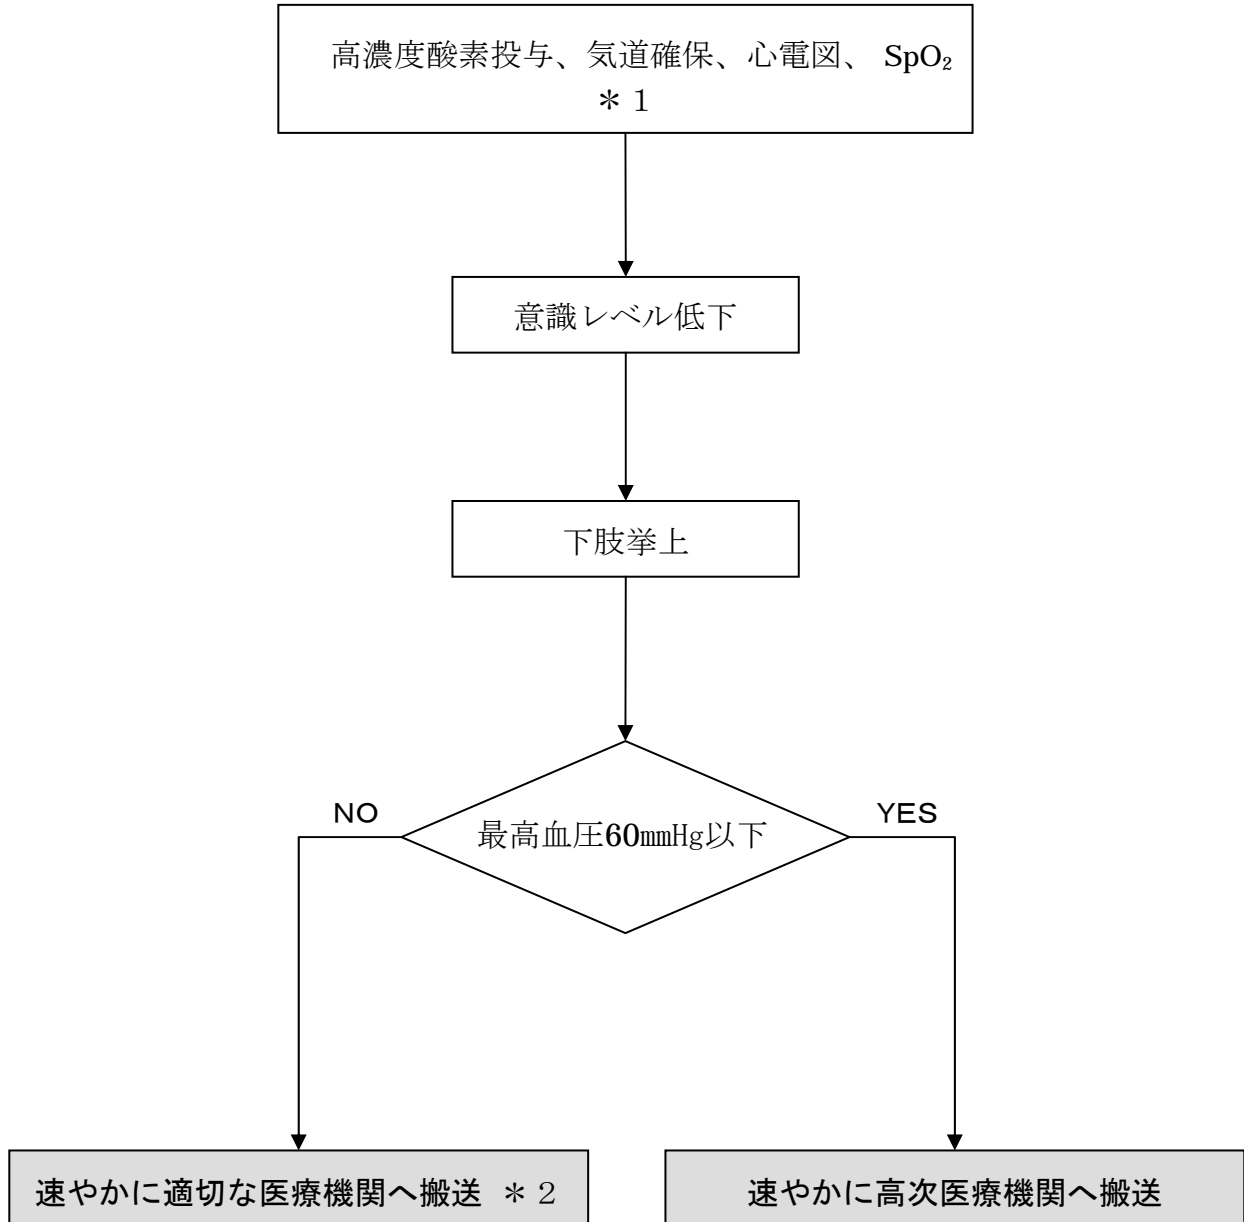 高濃度酸素投与、気道確保、心電図、 SpO₂
＊１
意識レベル低下
下肢挙上
NO
YES
最高血圧60㎜Hg以下
速やかに適切な医療機関へ搬送 ＊２
速やかに高次医療機関へ搬送